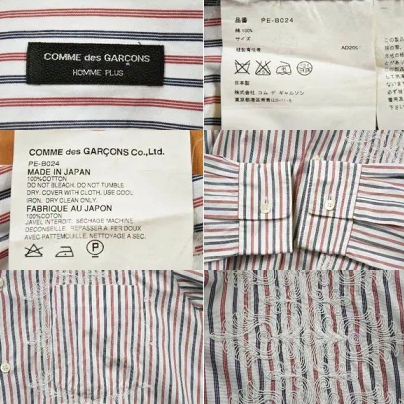 COMME des GARÇONS
HOMME PLUS
品番 PE-B024
綿 100%
サイズ
AD200
日本製
株式会社 コム デ ギャルソン
COMME des GARÇONS Co.,Ltd.
PE-B024
MADE IN JAPAN
100%COTTON
DO NOT BLEACH, DO NOT TUMBLE
DRY. COVER WITH CLOTH, USE COOL
IRON. DRY CLEAN ONLY.
FABRIQUE AU JAPON
100%COTON
JAVEL INTERDIT, SECHAGE MACHINE
DECONSEILLE, REPASSER A FER DOUX
AVEC PATTEMOUILLE, NETTOYAGE A SEC.
P